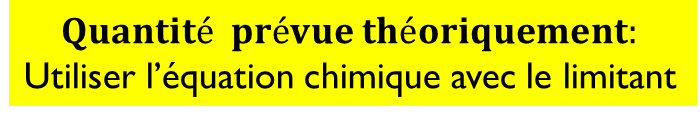 Quantité prévue théoriquement:
Utiliser l’équation chimique avec le limitant